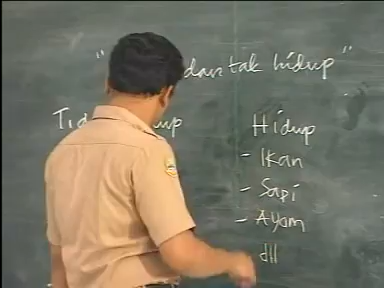 " dan tak hidup "
Hidup
- Ikan
- Sapi
- Ayam
dll